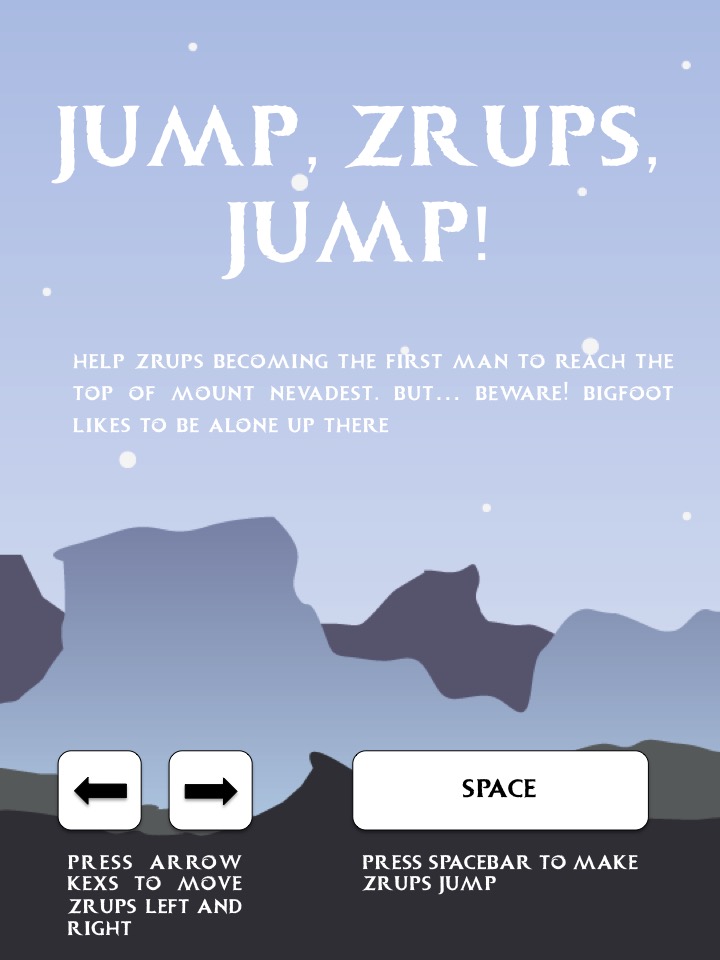 JUMP, ZRUPS,
JUMP!
HELP ZRUPS BECOMING THE FIRST MAN TO REACH THE
TOP OF MOUNT NEVADEST. BUT... BEWARE! BIGFOOT
LIKES TO BE ALONE UP THERE
SPACE
PRESS ARROW
KEXS TO MOVE
ZRUPS LEFT AND
RIGHT
PRESS SPACEBAR TO MAKE
ZRUPS JUMP